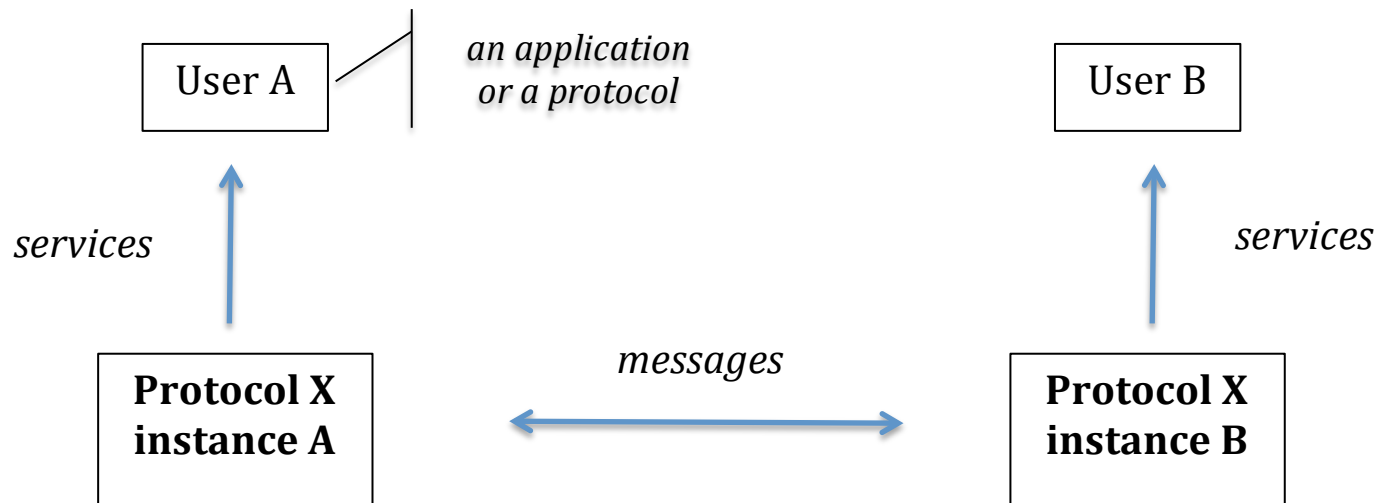 User A
an application
or a protocol
User B
services
services
messages
Protocol X
instance A
Protocol X
instance B